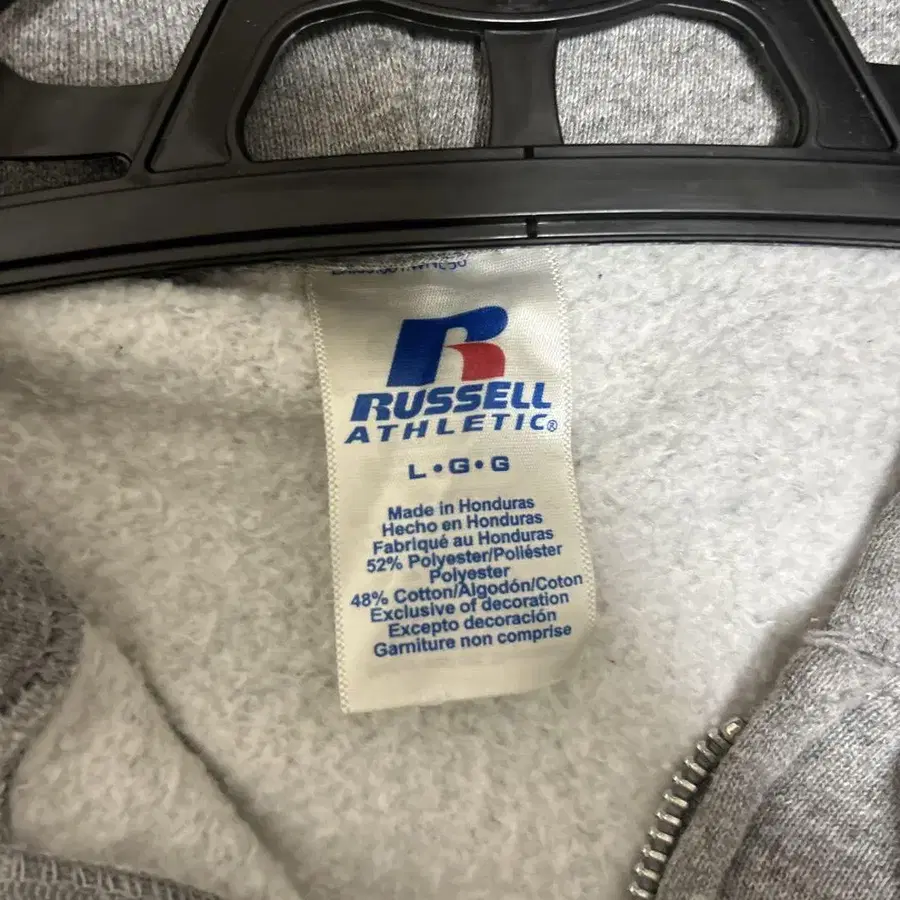 RUSSELL
ATHLETIC®
L•G•G
Made in Honduras
Hecho en Honduras
Fabriqué au Honduras
52% Polyester/Poliéster
Polyester
48% Cotton/Algodón/Coton
Exclusive of decoration
Excepto decoración
Garniture non comprise